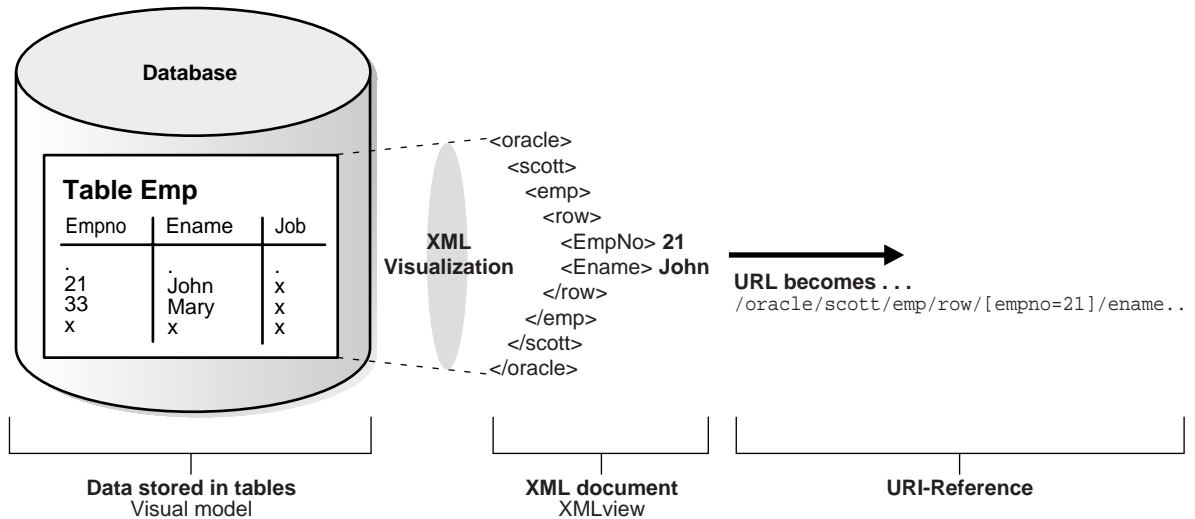 Database
Table Emp
Empno Ename Job
. . .
21 John x
33 Mary x
x x x
XML
Visualization
<oracle>
<scott>
<emp>
<row>
<EmpNo> 21
<Ename> John
</row>
</emp>
</scott>
</oracle>
URL becomes . . .
/oracle/scott/emp/row/[empno=21]/ename..
Data stored in tables
Visual model
XML document
XMLview
URI-Reference